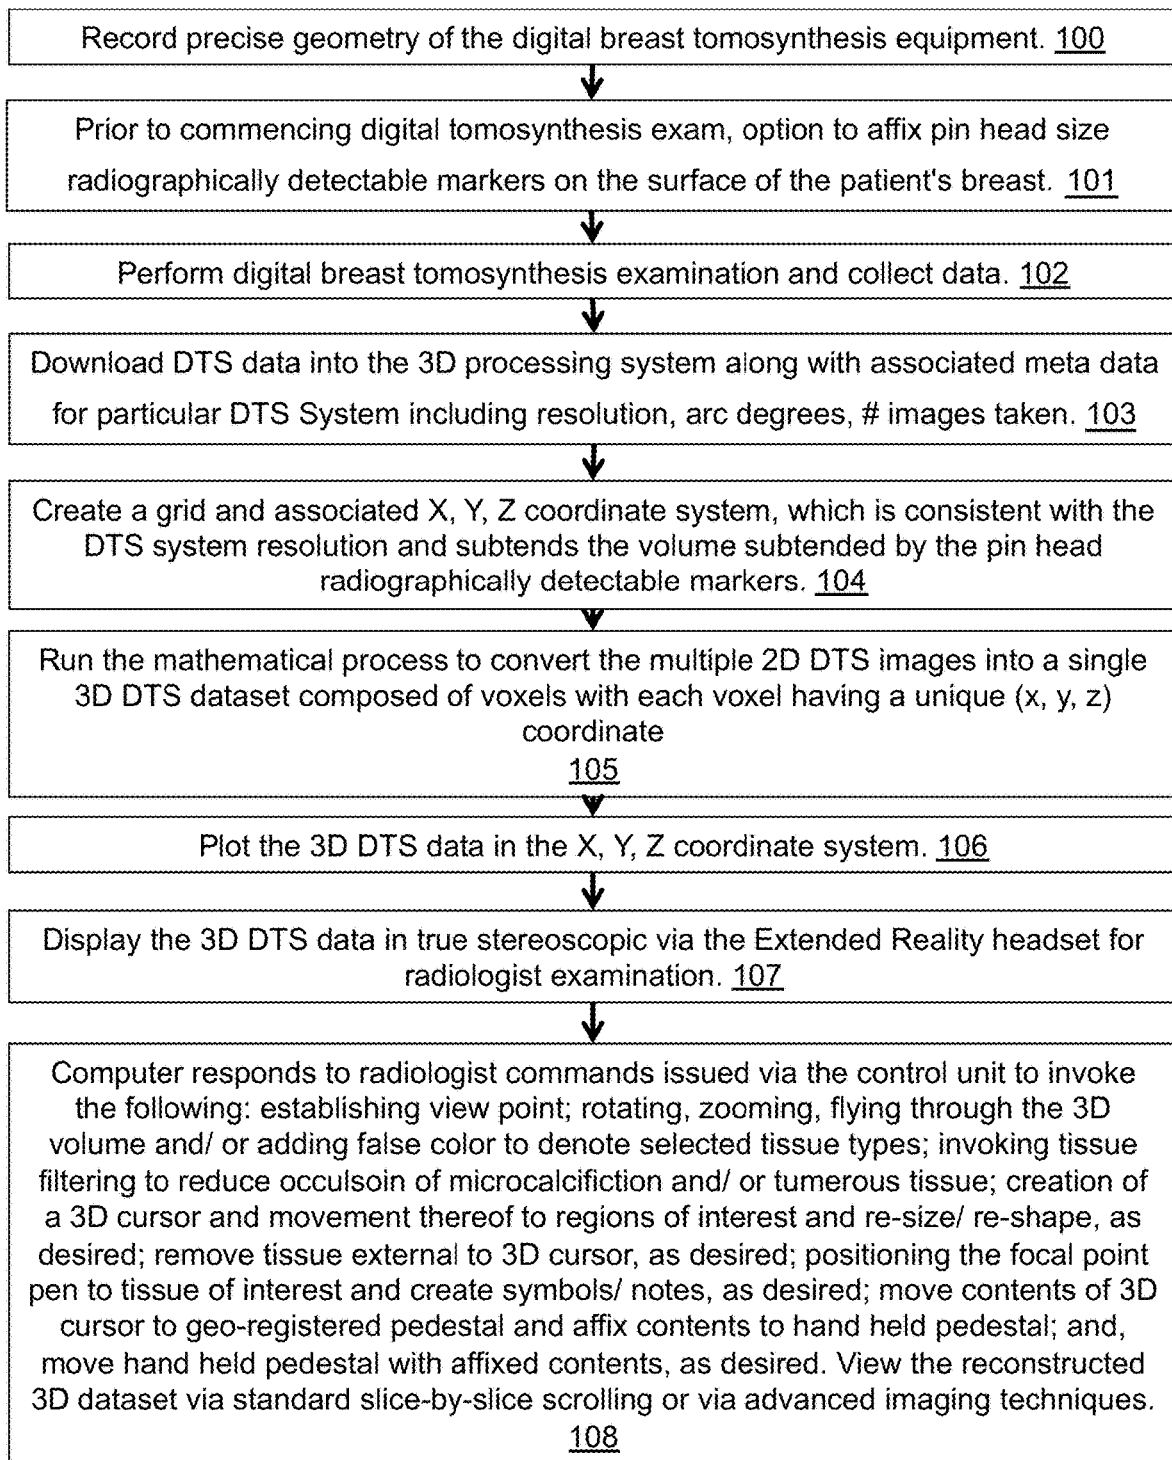 Record precise geometry of the digital breast tomosynthesis equipment. 100
Prior to commencing digital tomosynthesis exam, option to affix pin head size
radiographically detectable markers on the surface of the patient's breast. 101
Perform digital breast tomosynthesis examination and collect data. 102
Download DTS data into the 3D processing system along with associated meta data
for particular DTS System including resolution, arc degrees, # images taken. 103
Create a grid and associated X, Y, Z coordinate system, which is consistent with the
DTS system resolution and subtends the volume subtended by the pin head
radiographically detectable markers. 104
Run the mathematical process to convert the multiple 2D DTS images into a single
3D DTS dataset composed of voxels with each voxel having a unique (x, y, z)
coordinate
105
Plot the 3D DTS data in the X, Y, Z coordinate system. 106
Display the 3D DTS data in true stereoscopic via the Extended Reality headset for
radiologist examination. 107
Computer responds to radiologist commands issued via the control unit to invoke
the following: establishing view point; rotating, zooming, flying through the 3D
volume and/ or adding false color to denote selected tissue types; invoking tissue
filtering to reduce occulsoin of microcalcifiction and/ or tumerous tissue; creation of
a 3D cursor and movement thereof to regions of interest and re-size/ re-shape, as
desired; remove tissue external to 3D cursor, as desired; positioning the focal point
pen to tissue of interest and create symbols/ notes, as desired; move contents of 3D
cursor to geo-registered pedestal and affix contents to hand held pedestal; and,
move hand held pedestal with affixed contents, as desired. View the reconstructed
3D dataset via standard slice-by-slice scrolling or via advanced imaging techniques.
108